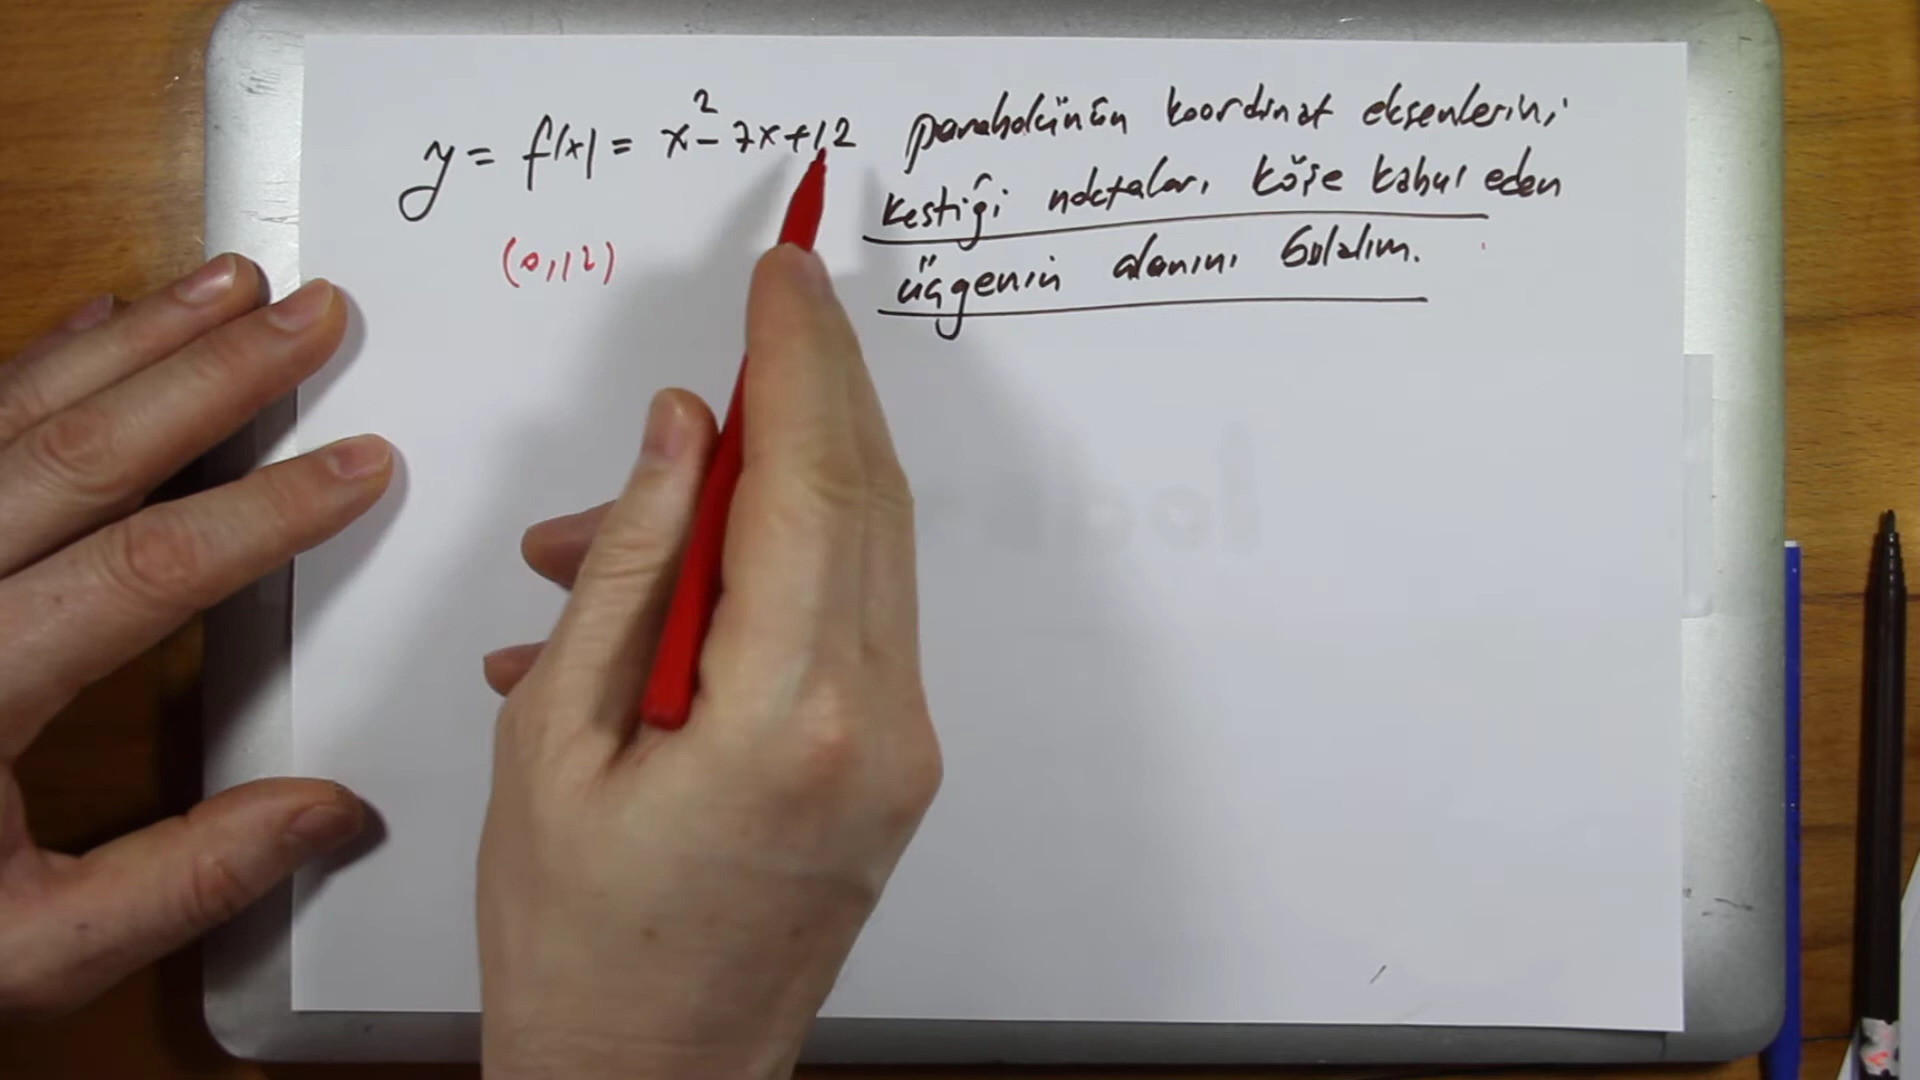 y = f(x) = x² - 7x + 12 parabolünün koordinat eksenlerini
kestiği noktaları köşe kabul eden
üçgenin alanını bulalım.
(0,12)